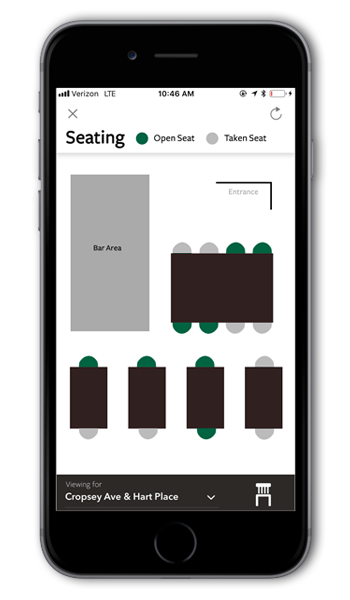 Verizon LTE 10:46 AM
Seating Open Seat Taken Seat
Entrance
Bar Area
Viewing for
Cropsey Ave & Hart Place